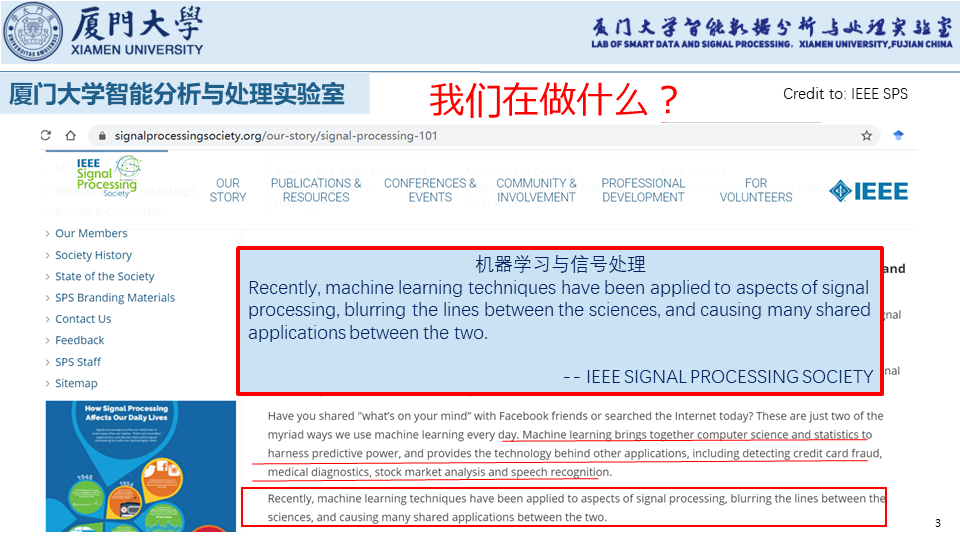 厦門大學
XIAMEN UNIVERSITY
厦门大学智能数据分析与处理实验室
LAB OF SMART DATA AND SIGNAL PROCESSING, XIAMEN UNIVERSITY,FUJIAN CHINA
厦门大学智能分析与处理实验室
我们在做什么？
Credit to: IEEE SPS
signalprocessingsociety.org/our-story/signal-processing-101
IEEE
Signal
Processing
Society
OUR STORY
PUBLICATIONS & RESOURCES
CONFERENCES & EVENTS
COMMUNITY & INVOLVEMENT
PROFESSIONAL DEVELOPMENT
FOR VOLUNTEERS
IEEE
Boards & Committees
Our Members
Society History
State of the Society
SPS Branding Materials
Contact Us
Feedback
SPS Staff
Sitemap
and
机器学习与信号处理
Recently, machine learning techniques have been applied to aspects of signal
processing, blurring the lines between the sciences, and causing many shared
applications between the two.
-- IEEE SIGNAL PROCESSING SOCIETY
How Signal Processing
Affects Our Daily Lives
1948
1954
Have you shared "what's on your mind" with Facebook friends or searched the Internet today? These are just two of the
myriad ways we use machine learning every day. Machine learning brings together computer science and statistics to
harness predictive power, and provides the technology behind other applications, including detecting credit card fraud,
medical diagnostics, stock market analysis and speech recognition.
Recently, machine learning techniques have been applied to aspects of signal processing, blurring the lines between the
sciences, and causing many shared applications between the two.
3